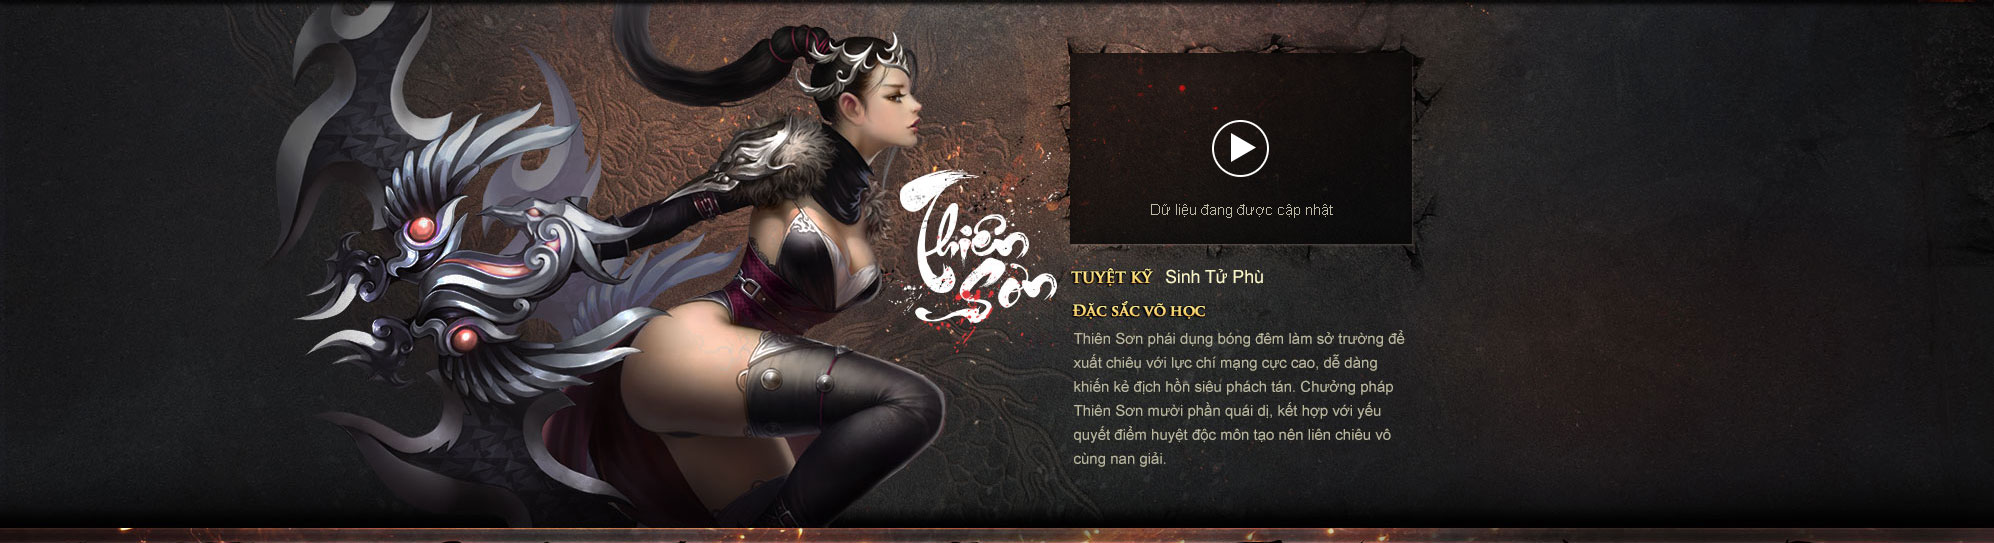 Thiên
Sơn
Dữ liệu đang được cập nhật
TUYỆT KỸ Sinh Tử Phù
ĐẶC SẮC VÕ HỌC
Thiên Sơn phái dụng bóng đêm làm sở trường để
xuất chiêu với lực chí mạng cực cao, dễ dàng
khiến kẻ địch hồn siêu phách tán. Chưởng pháp
Thiên Sơn mười phần quái dị, kết hợp với yếu
quyết điểm huyệt độc môn tạo nên liên chiêu vô
cùng nan giải.